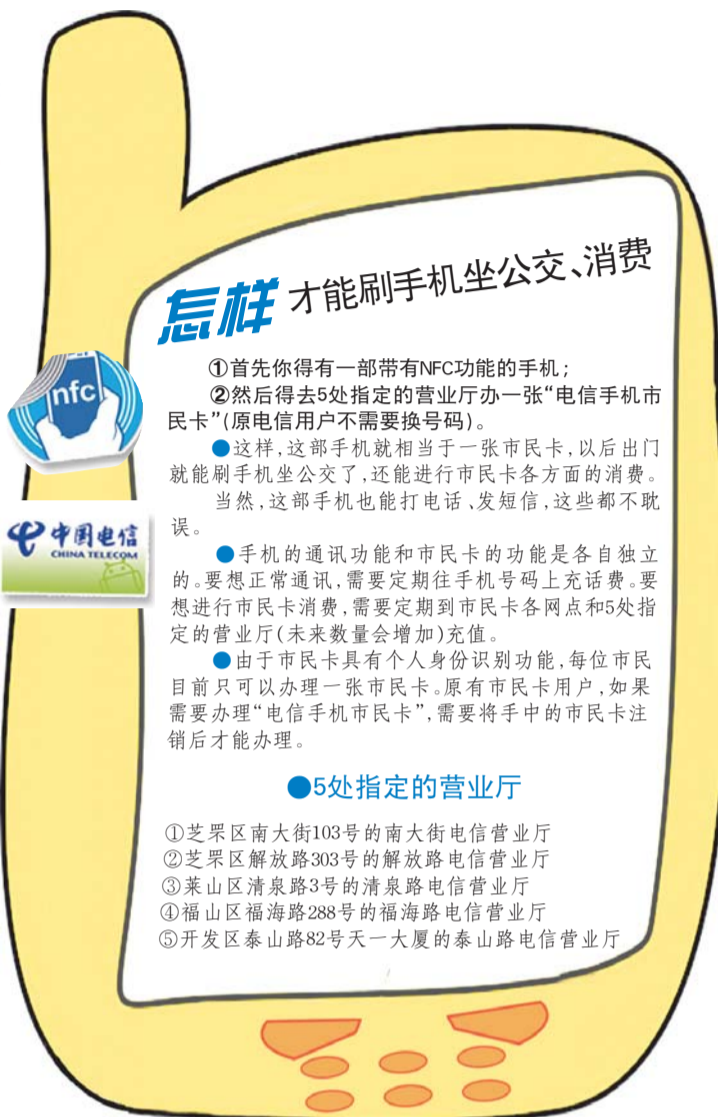 怎样 才能刷手机坐公交、消费
①首先你得有一部带有NFC功能的手机；
②然后得去5处指定的营业厅办一张“电信手机市
民卡”(原电信用户不需要换号码)。
nfc
●这样，这部手机就相当于一张市民卡，以后出门
就能刷手机坐公交了，还能进行市民卡各方面的消费。
当然，这部手机也能打电话、发短信，这些都不耽
误。
中国电信
CHINA TELECOM
●手机的通讯功能和市民卡的功能是各自独立
的。要想正常通讯，需要定期往手机号码上充话费。要
想进行市民卡消费，需要定期到市民卡各网点和5处指
定的营业厅(未来数量会增加)充值。
●由于市民卡具有个人身份识别功能，每位市民
目前只可以办理一张市民卡。原有市民卡用户，如果
需要办理“电信手机市民卡”，需要将手中的市民卡注
销后才能办理。
●5处指定的营业厅
①芝罘区南大街103号的南大街电信营业厅
②芝罘区解放路303号的解放路电信营业厅
③莱山区清泉路3号的清泉路电信营业厅
④福山区福海路288号的福海路电信营业厅
⑤开发区泰山路82号天一大厦的泰山路电信营业厅